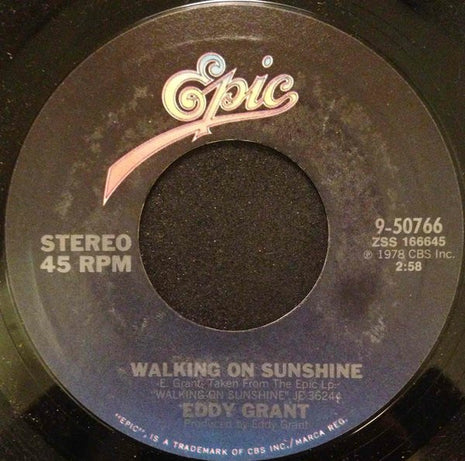 Epic
STEREO
45 RPM
9-50766
ZSS 166645
℗ 1978 CBS Inc.
2:58
WALKING ON SUNSHINE
-E. Grant, Taken From The Epic Lp-
"WALKING ON SUNSHINE" JE 36244
EDDY GRANT
Produced by Eddy Grant
"EPIC", IS A TRADEMARK OF CBS INC./MARCA REG.